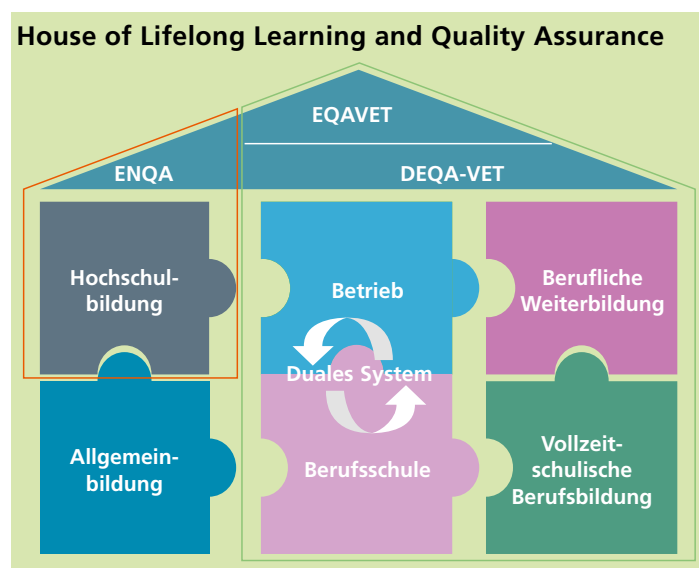 House of Lifelong Learning and Quality Assurance
EQAVET
ENQA
DEQA-VET
Hochschul-
bildung
Betrieb
Berufliche
Weiterbildung
Duales System
Allgemein-
bildung
Berufsschule
Vollzeit-
schulische
Berufsbildung